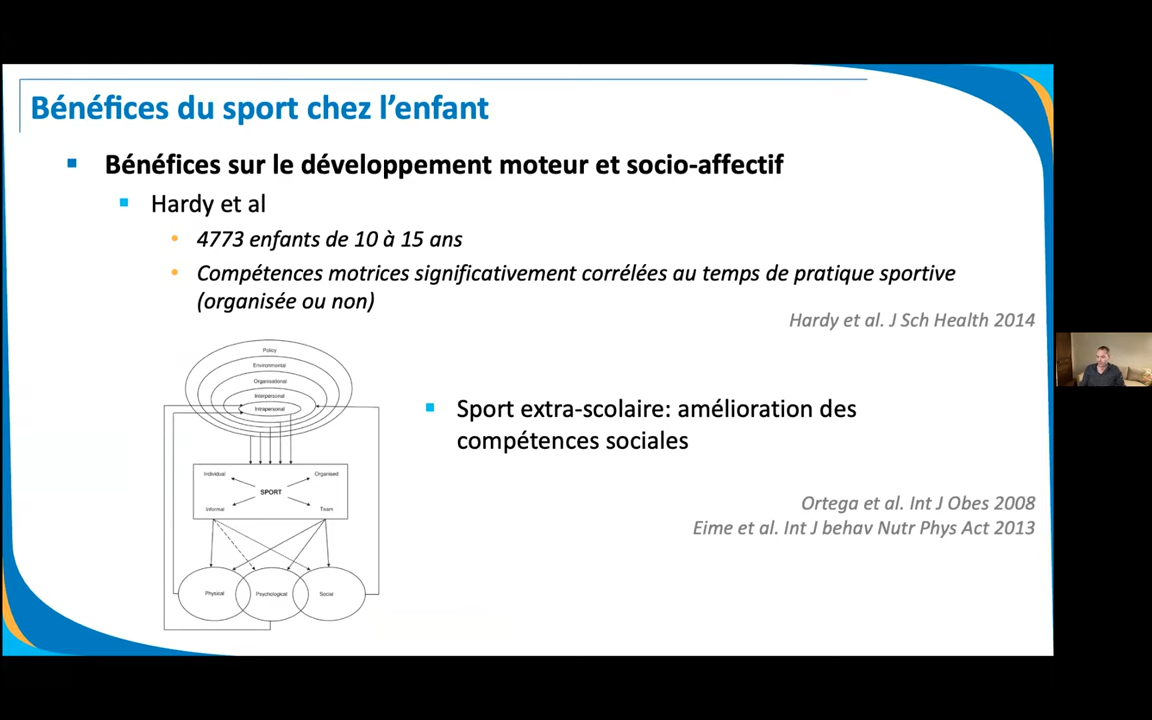 Bénéfices du sport chez l'enfant
Bénéfices sur le développement moteur et socio-affectif
Hardy et al
4773 enfants de 10 à 15 ans
Compétences motrices significativement corrélées au temps de pratique sportive
(organisée ou non)
Hardy et al. J Sch Health 2014
Policy
Environmental
Organisational
Interpersonal
Intrapersonal
Individual
Organised
SPORT
Informal
Team
Physical
Psychological
Social
Sport extra-scolaire: amélioration des
compétences sociales
Ortega et al. Int J Obes 2008
Eime et al. Int J behav Nutr Phys Act 2013